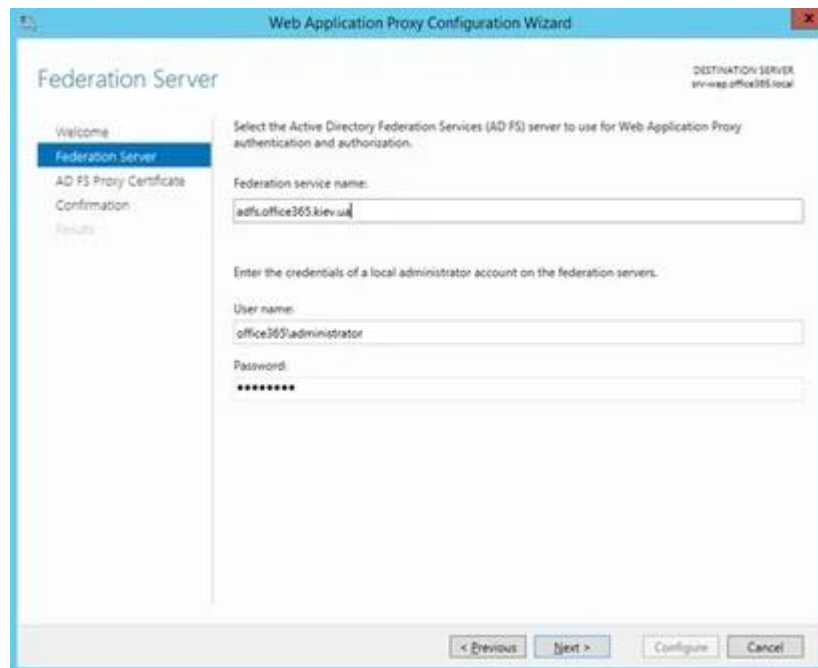 Web Application Proxy Configuration Wizard
Federation Server
DESTINATION SERVER
srv-wap.office365.local
Welcome
Federation Server
AD FS Proxy Certificate
Confirmation
Results
Select the Active Directory Federation Services (AD FS) server to use for Web Application Proxy
authentication and authorization.
Federation service name:
adfs.office365.kiev.ua
Enter the credentials of a local administrator account on the federation servers.
User name:
office365\administrator
Password:
••••••••
< Previous
Next >
Configure
Cancel